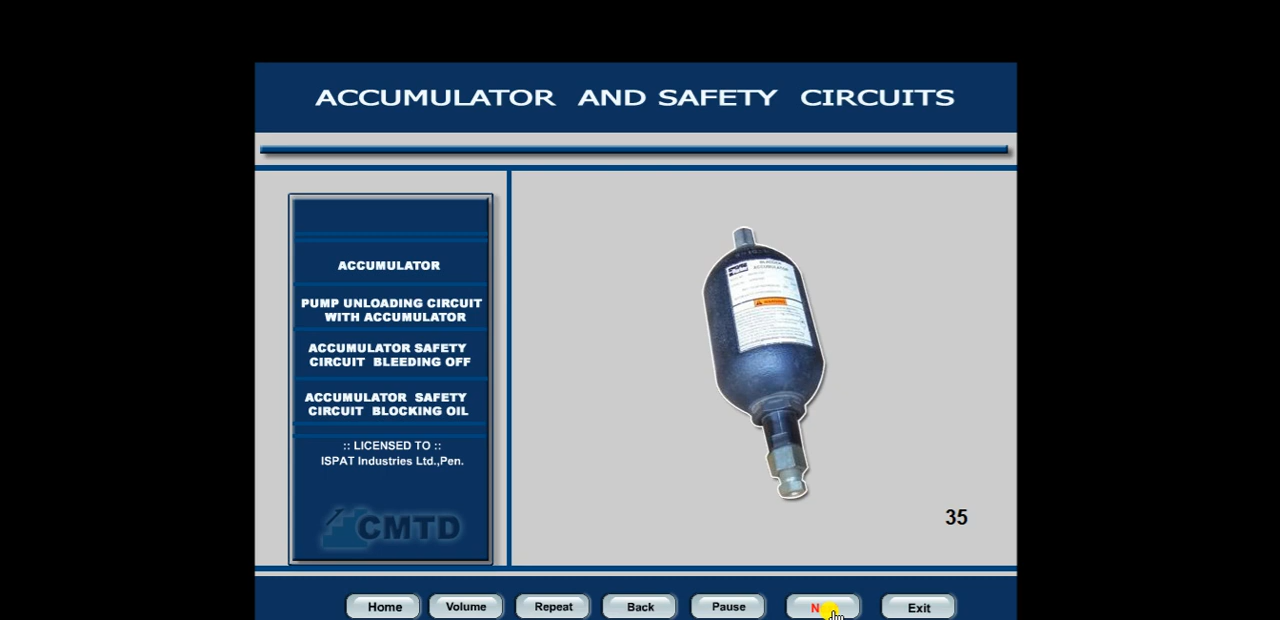 ACCUMULATOR AND SAFETY CIRCUITS
ACCUMULATOR
PUMP UNLOADING CIRCUIT
WITH ACCUMULATOR
ACCUMULATOR SAFETY
CIRCUIT BLEEDING OFF
ACCUMULATOR SAFETY
CIRCUIT BLOCKING OIL
:: LICENSED TO ::
ISPAT Industries Ltd.,Pen.
CMTD
ACCUMULATOR
35
Home
Volume
Repeat
Back
Pause
N
Exit